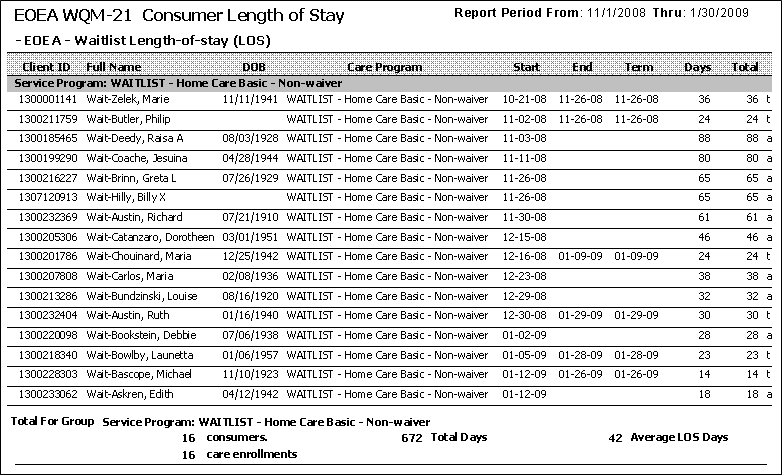 EOEA WQM-21 Consumer Length of Stay Report Period From: 11/1/2008 Thru: 1/30/2009
- EOEA - Waitlist Length-of-stay (LOS)
Client ID Full Name DOB Care Program Start End Term Days Total
Service Program: WAITLIST - Home Care Basic - Non-waiver
1300001141 Wait-Zelek, Marie 11/11/1941 WAITLIST - Home Care Basic - Non-waiver 10-21-08 11-26-08 11-26-08 36 36 t
1300211759 Wait-Butler, Philip WAITLIST - Home Care Basic - Non-waiver 11-02-08 11-26-08 11-26-08 24 24 t
1300185465 Wait-Deedy, Raisa A 08/03/1928 WAITLIST - Home Care Basic - Non-waiver 11-03-08 88 88 a
1300199290 Wait-Coache, Jesuina 04/28/1944 WAITLIST - Home Care Basic - Non-waiver 11-11-08 80 80 a
1300216227 Wait-Brinn, Greta L 07/26/1929 WAITLIST - Home Care Basic - Non-waiver 11-26-08 65 65 a
1307120913 Wait-Hilly, Billy X WAITLIST - Home Care Basic - Non-waiver 11-26-08 65 65 a
1300232369 Wait-Austin, Richard 07/21/1910 WAITLIST - Home Care Basic - Non-waiver 11-30-08 61 61 a
1300205306 Wait-Catanzaro, Dorotheen 03/01/1951 WAITLIST - Home Care Basic - Non-waiver 12-15-08 46 46 a
1300201786 Wait-Chouinard, Maria 12/25/1942 WAITLIST - Home Care Basic - Non-waiver 12-16-08 01-09-09 01-09-09 24 24 t
1300207808 Wait-Carlos, Maria 02/08/1936 WAITLIST - Home Care Basic - Non-waiver 12-23-08 38 38 a
1300213286 Wait-Bundzinski, Louise 08/16/1920 WAITLIST - Home Care Basic - Non-waiver 12-29-08 32 32 a
1300232404 Wait-Austin, Ruth 01/16/1940 WAITLIST - Home Care Basic - Non-waiver 12-30-08 01-29-09 01-29-09 30 30 t
1300220098 Wait-Bookstein, Debbie 07/06/1938 WAITLIST - Home Care Basic - Non-waiver 01-02-09 28 28 a
1300218340 Wait-Bowlby, Launetta 01/06/1957 WAITLIST - Home Care Basic - Non-waiver 01-05-09 01-28-09 01-28-09 23 23 t
1300228303 Wait-Bascope, Michael 11/10/1923 WAITLIST - Home Care Basic - Non-waiver 01-12-09 01-26-09 01-26-09 14 14 t
1300233062 Wait-Askren, Edith 04/12/1942 WAITLIST - Home Care Basic - Non-waiver 01-12-09 18 18 a
Total For Group Service Program: WAITLIST - Home Care Basic - Non-waiver
16 consumers. 672 Total Days 42 Average LOS Days
16 care enrollments